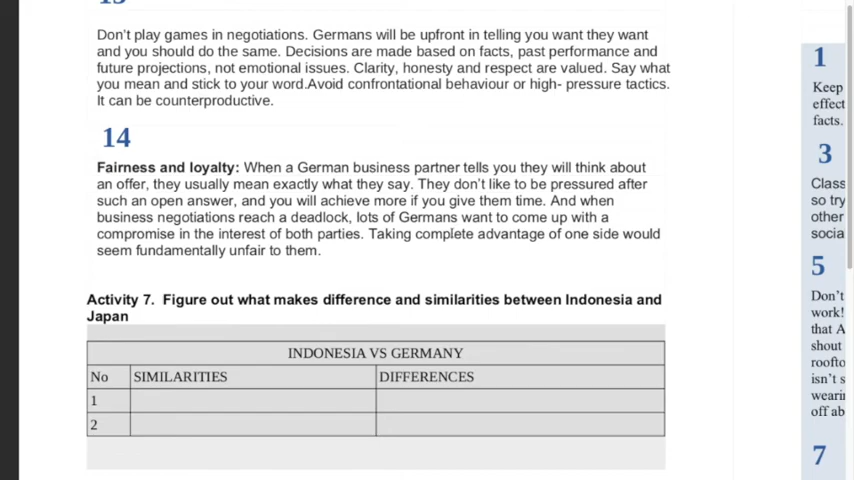 Don't play games in negotiations. Germans will be upfront in telling you want they want
and you should do the same. Decisions are made based on facts, past performance and
future projections, not emotional issues. Clarity, honesty and respect are valued. Say what
you mean and stick to your word.Avoid confrontational behaviour or high- pressure tactics.
It can be counterproductive.
14
Fairness and loyalty: When a German business partner tells you they will think about
an offer, they usually mean exactly what they say. They don't like to be pressured after
such an open answer, and you will achieve more if you give them time. And when
business negotiations reach a deadlock, lots of Germans want to come up with a
compromise in the interest of both parties. Taking complete advantage of one side would
seem fundamentally unfair to them.
Activity 7. Figure out what makes difference and similarities between Indonesia and
Japan
INDONESIA VS GERMANY
No SIMILARITIES DIFFERENCES
1
2
1
Keep
effect
facts.
3
Class
so try
other
socia
5
Don't
work!
that A
shout
roofto
isn't s
wearin
off ab
7